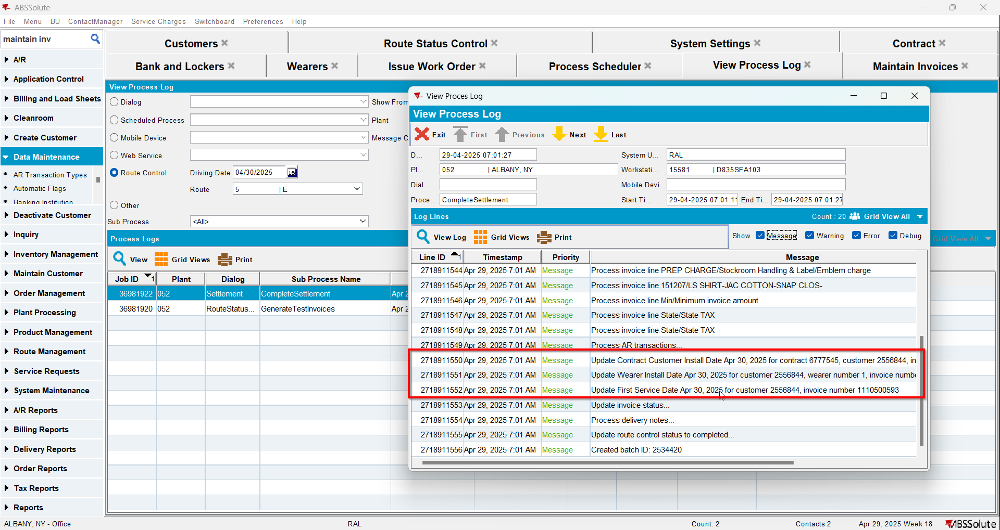 ABSSolute
File Menu BU ContactManager Service Charges Switchboard Preferences Help
maintain inv
Customers
Route Status Control
System Settings
Contract
Bank and Lockers
Wearers
Issue Work Order
Process Scheduler
View Process Log
Maintain Invoices
A/R
Application Control
Billing and Load Sheets
Cleanroom
Create Customer
Data Maintenance
AR Transaction Types
Automatic Flags
Banking Institution
Deactivate Customer
Inquiry
Inventory Management
Maintain Customer
Order Management
Plant Processing
Product Management
Route Management
Service Requests
System Maintenance
A/R Reports
Billing Reports
Delivery Reports
Order Reports
Tax Reports
Reports
View Process Log
Dialog
Show From
Scheduled Process
Plant
Mobile Device
Message C
Web Service
Route Control
Driving Date 04/30/2025 16
Route 5 | E
Other
Sub Process <All>
Process Logs
Grid View All
View Grid Views Print
Job ID 1 Plant Dialog Sub Process Name
36981922 052 Settlement CompleteSettlement Apr 2
36981920 052 RouteStatus... GenerateTestInvoices Apr 2
View Proces Log
View Process Log
Exit First Previous Next Last
D... 29-04-2025 07:01:27 System U... RAL
Pl... 052 | ALBANY, NY Workstati... 15581 | D835SFA103
Dial... Mobile Devi..
Proce... CompleteSettlement Start Ti... 29-04-2025 07:01:11 End Ti... 29-04-2025 07:01:27
Log Lines Count : 20 Grid View All
View Log Grid Views Print Show Message Warning Error Debug
Line ID 1 Timestamp Priority Message
2718911544 Apr 29, 2025 7:01 AM Message Process invoice line PREP CHARGE/Stockroom Handling & Label/Emblem charge
2718911545 Apr 29, 2025 7:01 AM Message Process invoice line 151207/LS SHIRT-JAC COTTON-SNAP CLOS-
2718911546 Apr 29, 2025 7:01 AM Message Process invoice line Min/Minimum invoice amount
2718911547 Apr 29, 2025 7:01 AM Message Process invoice line State/State TAX
2718911548 Apr 29, 2025 7:01 AM Message Process invoice line State/State TAX
2718911549 Apr 29, 2025 7:01 AM Message Process AR transactions...
2718911550 Apr 29, 2025 7:01 AM Message Update Contract Customer Install Date Apr 30, 2025 for contract 6777545, customer 2556844, in
2718911551 Apr 29, 2025 7:01 AM Message Update Wearer Install Date Apr 30, 2025 for customer 2556844, wearer number 1, invoice numbe
2718911552 Apr 29, 2025 7:01 AM Message Update First Service Date Apr 30, 2025 for customer 2556844, invoice number 1110500593
2718911553 Apr 29, 2025 7:01 AM Message Update invoice status...
2718911554 Apr 29, 2025 7:01 AM Message Process delivery notes...
2718911555 Apr 29, 2025 7:01 AM Message Update route control status to completed...
2718911556 Apr 29, 2025 7:01 AM Message Created batch ID: 2534420
ALBANY, NY - Office RAL Count: 2 Contacts 2 Apr 29, 2025 Week 18 ABSSolute